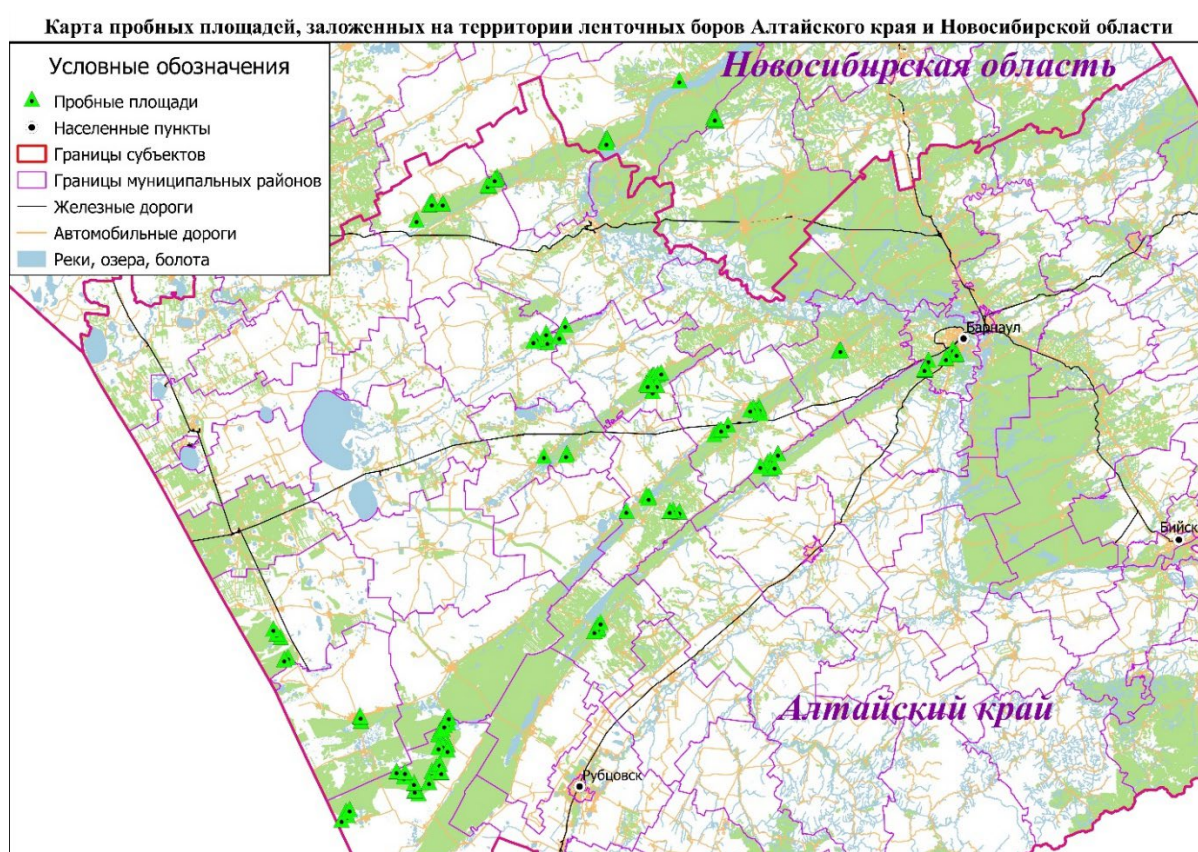 Карта пробных площадей, заложенных на территории ленточных боров Алтайского края и Новосибирской области
Условные обозначения
Пробные площади
Населенные пункты
Границы субъектов
Границы муниципальных районов
Железные дороги
Автомобильные дороги
Реки, озера, болота
Новосибирская область
Барнаул
Бийск
Алтайский край
Рубцовск